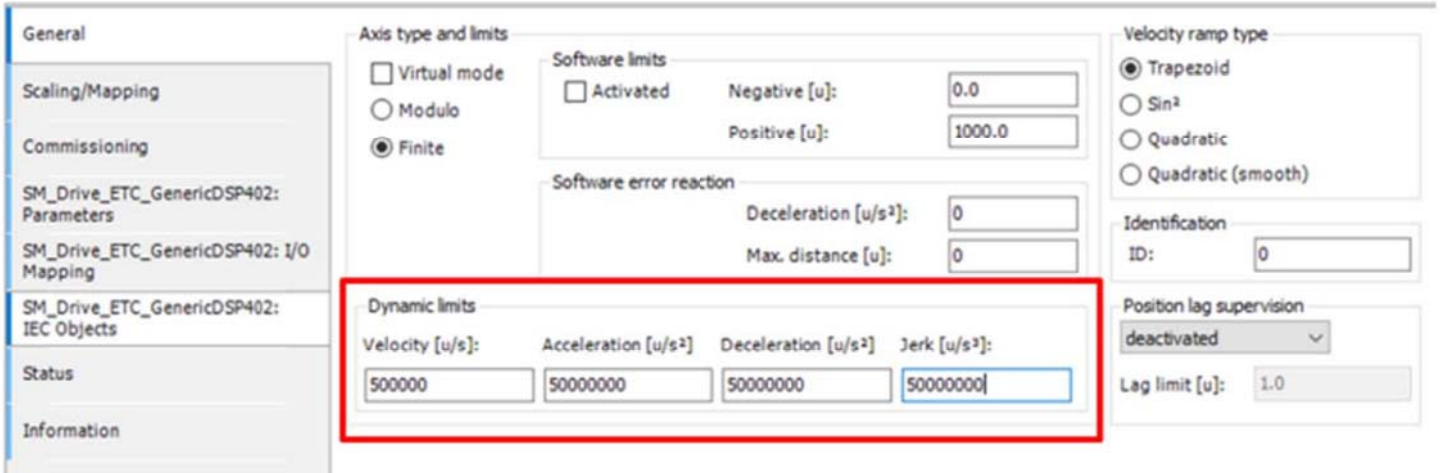 General
Scaling/Mapping
Commissioning
SM_Drive_ETC_GenericDSP402:
Parameters
SM_Drive_ETC_GenericDSP402: I/O
Mapping
SM_Drive_ETC_GenericDSP402:
IEC Objects
Status
Information
Axis type and limits
Virtual mode
Modulo
Finite
Software limits
Activated
Negative [u]: 0.0
Positive [u]: 1000.0
Software error reaction
Deceleration [u/s²]: 0
Max. distance [u]: 0
Dynamic limits
Velocity [u/s]: Acceleration [u/s²] Deceleration [u/s²] Jerk [u/s³]:
500000 50000000 50000000 50000000
Velocity ramp type
Trapezoid
Sin²
Quadratic
Quadratic (smooth)
Identification
ID: 0
Position lag supervision
deactivated
Lag limit [u]: 1.0